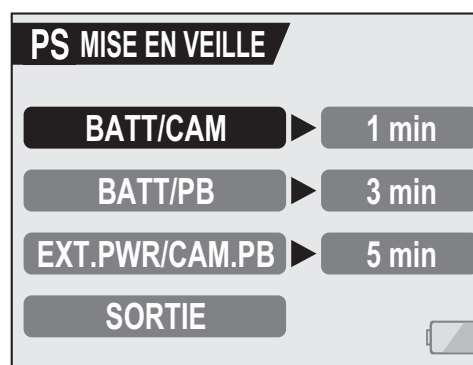 PS MISE EN VEILLE
BATT/CAM 1 min
BATT/PB 3 min
EXT.PWR/CAM.PB 5 min
SORTIE